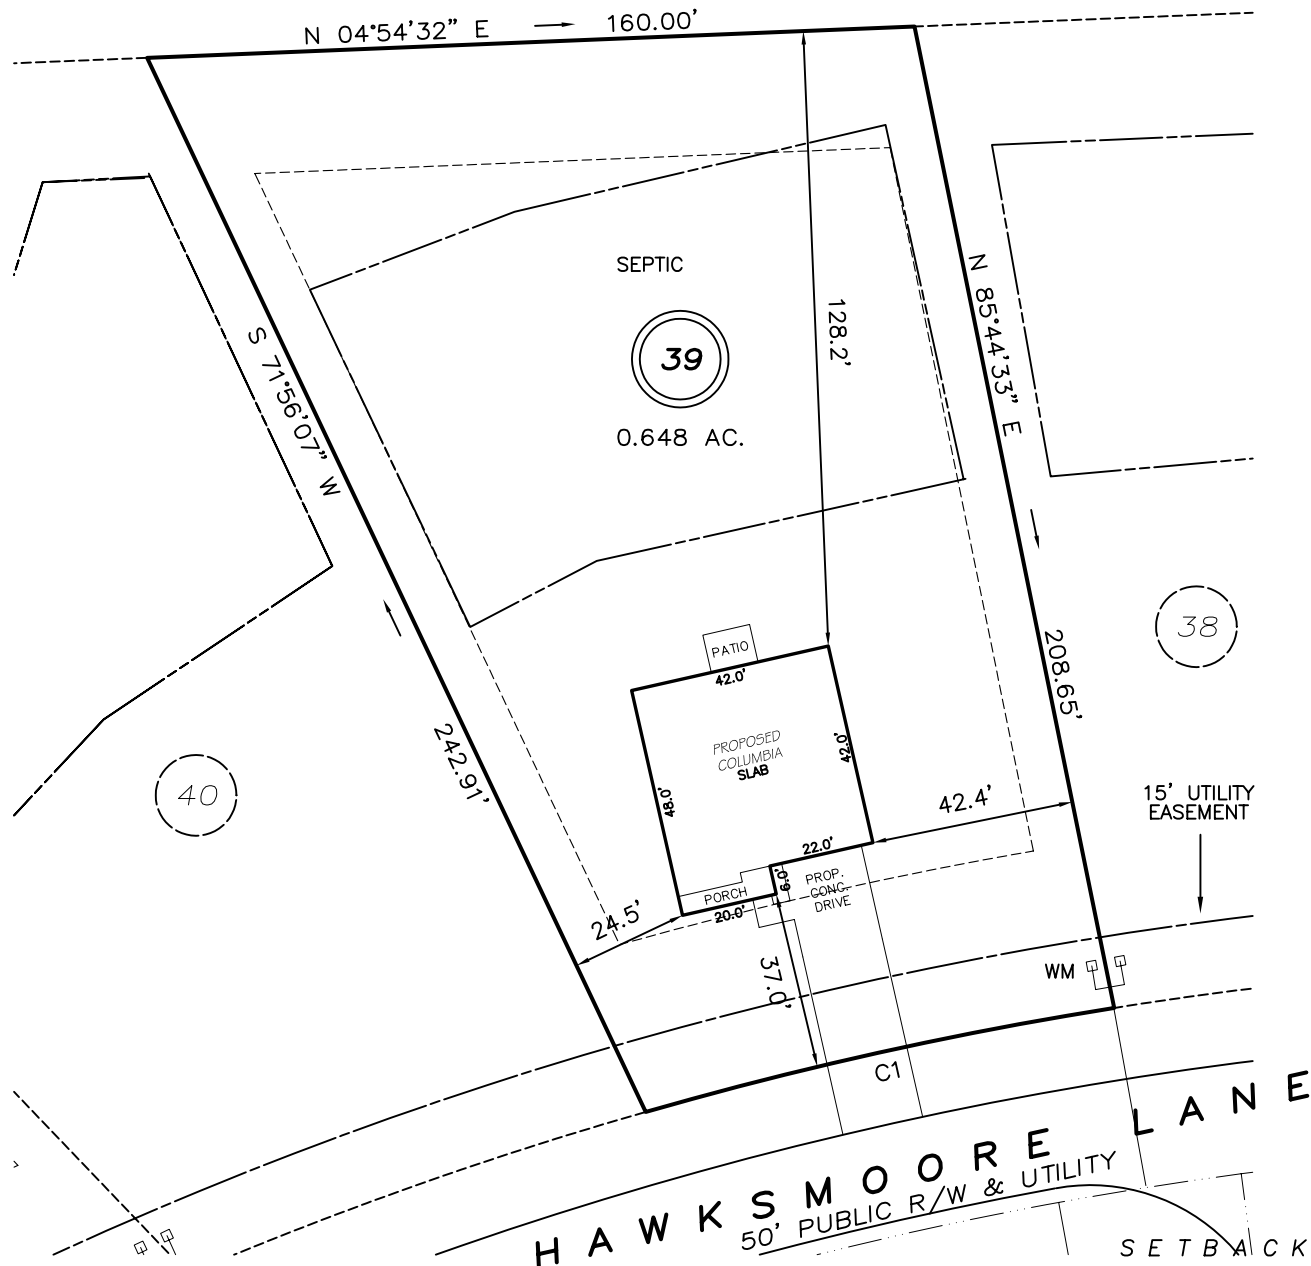 N 04°54'32" E 160.00'
SEPTIC
39
0.648 AC.
128.2'
N 85°44'33" E
208.65'
S 71°56'07" W
242.91'
38
40
PATIO
42.0'
PROPOSED
COLUMBIA
SLAB
42.0'
48.0'
42.4'
22.0'
6.0'
PORCH
20.0'
PROP.
CONC.
DRIVE
24.5'
37.0'
15' UTILITY
EASEMENT
WM
C1
HAWKSMOORE LANE
50' PUBLIC R/W & UTILITY
SETBACK